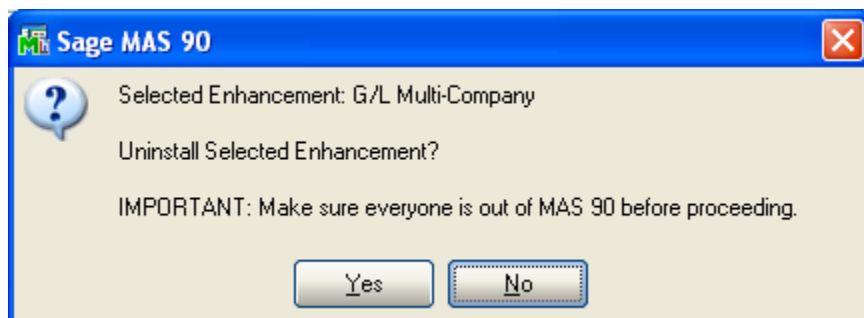 Sage MAS 90
Selected Enhancement: G/L Multi-Company
Uninstall Selected Enhancement?
IMPORTANT: Make sure everyone is out of MAS 90 before proceeding.
Yes No